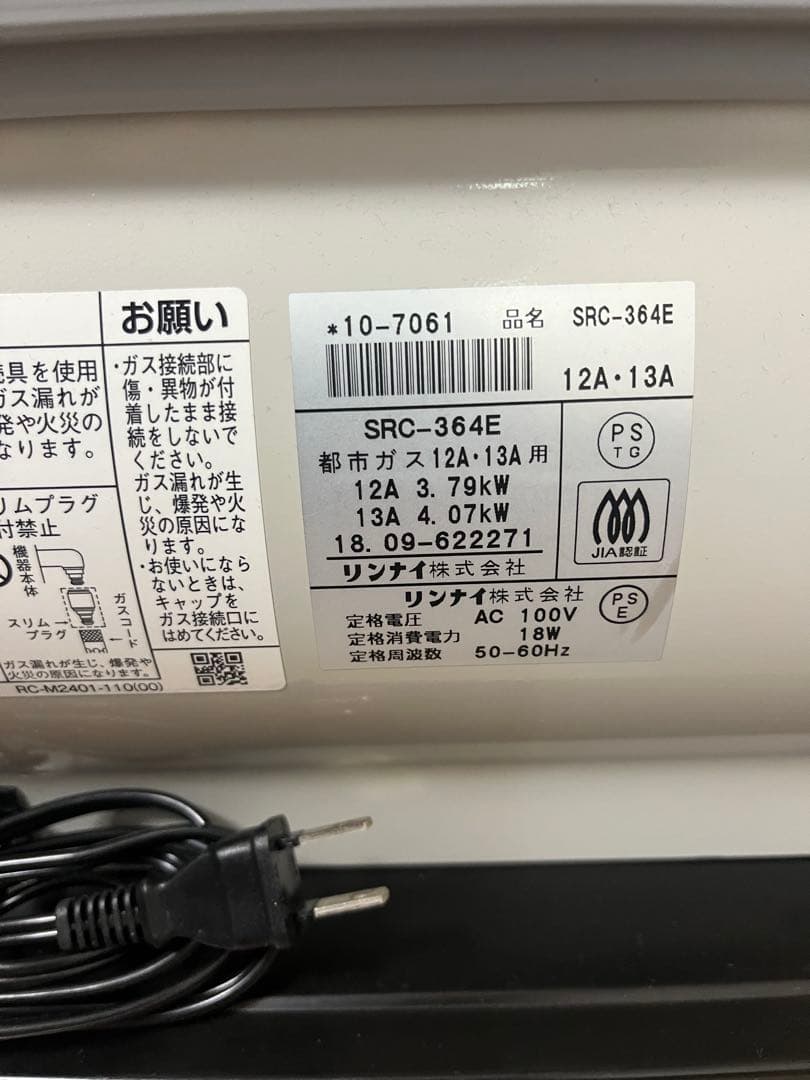 お願い
・ガス接続部に
傷・異物が付
着したまま接
続をしないで
ください。
ガス漏れが生
じ、爆発や火
災の原因にな
ります。
・お使いになら
ないときは、
キャップを
ガス接続口に
はめてください。
具を使用
ガス漏れが
発や火災の
なります。
リムプラグ
付禁止
機器本体
ガスコード
スリム
プラグ
ガス漏れが生じ、爆発や
火災の原因になります。
RC-M2401-110(00)
*10-7061 品名 SRC-364E
12A・13A
SRC-364E
都市ガス12A・13A用
12A 3.79kW
13A 4.07kW
18.09-622271
リンナイ株式会社
PS
TG
JIA認証
リンナイ株式会社
定格電圧 AC 100V
定格消費電力 18W
定格周波数 50-60Hz
PS
E